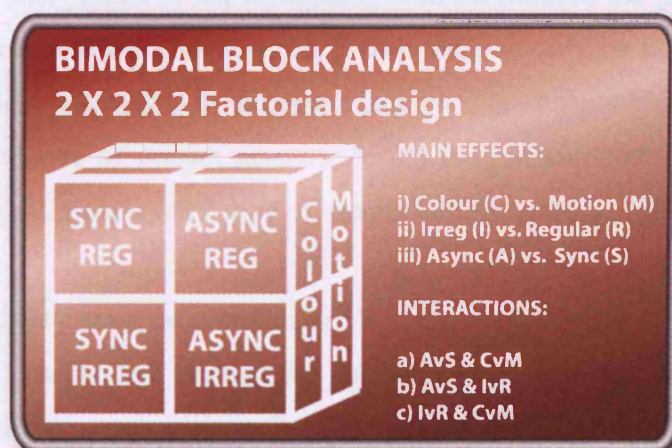 BIMODAL BLOCK ANALYSIS
2 X 2 X 2 Factorial design
SYNC REG
ASYNC REG
SYNC IRREG
ASYNC IRREG
Colour
Motion
MAIN EFFECTS:
i) Colour (C) vs. Motion (M)
ii) Irreg (I) vs. Regular (R)
iii) Async (A) vs. Sync (S)
INTERACTIONS:
a) AvS & CvM
b) AvS & IvR
c) IvR & CvM